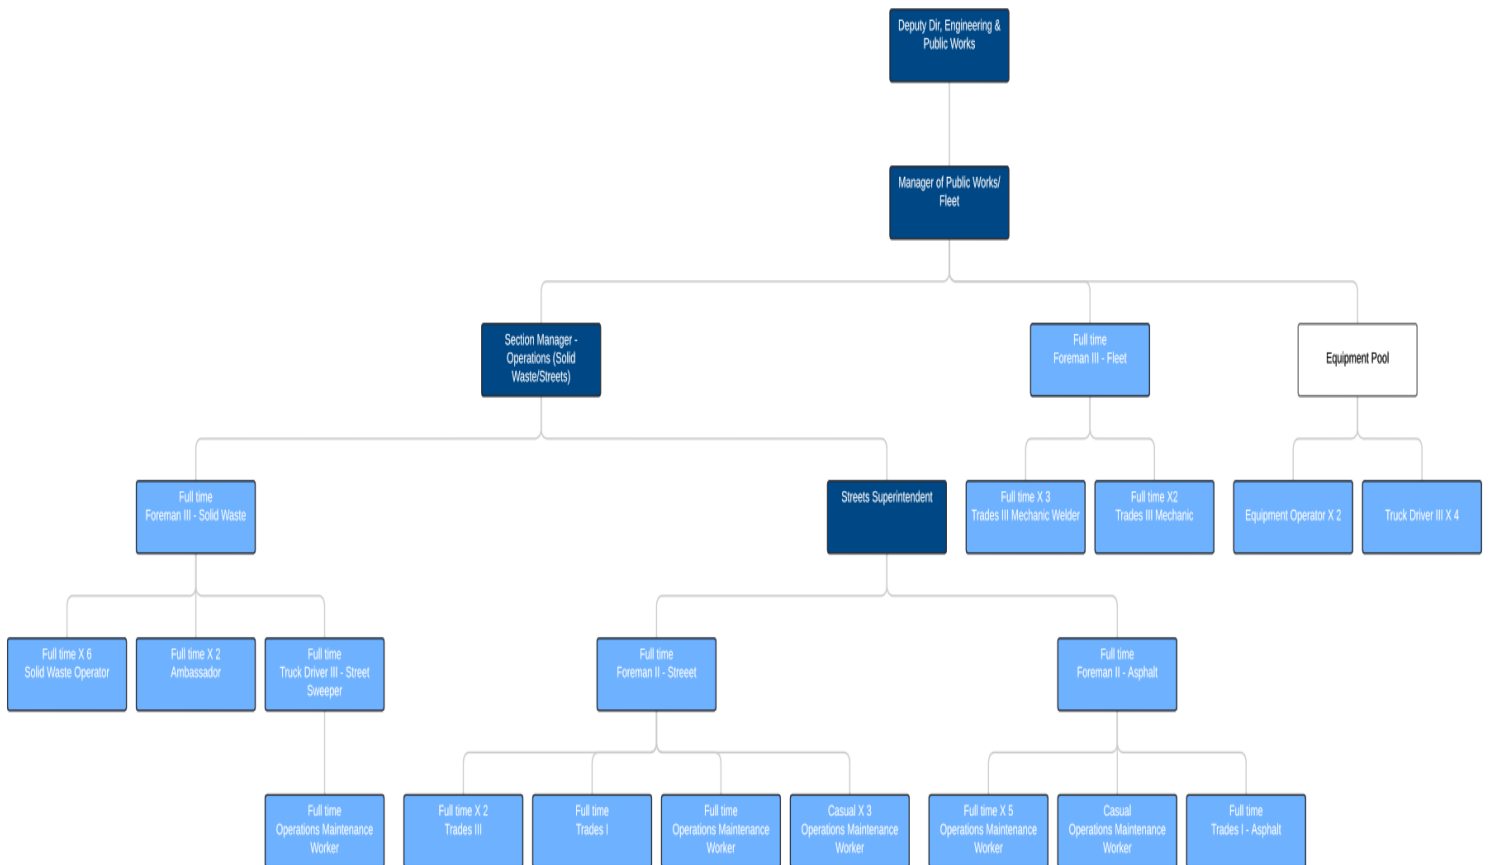 Deputy Dir, Engineering &
Public Works
Manager of Public Works/
Fleet
Section Manager -
Operations (Solid
Waste/Streets)
Full time
Foreman III - Fleet
Equipment Pool
Full time
Foreman III - Solid Waste
Streets Superintendent
Full time X 3
Trades III Mechanic Welder
Full time X2
Trades III Mechanic
Equipment Operator X 2
Truck Driver III X 4
Full time X 6
Solid Waste Operator
Full time X 2
Ambassador
Full time
Truck Driver III - Street
Sweeper
Full time
Foreman II - Streeet
Full time
Foreman II - Asphalt
Full time
Operations Maintenance
Worker
Full time X 2
Trades III
Full time
Trades I
Full time
Operations Maintenance
Worker
Casual X 3
Operations Maintenance
Worker
Full time X 5
Operations Maintenance
Worker
Casual
Operations Maintenance
Worker
Full time
Trades I - Asphalt